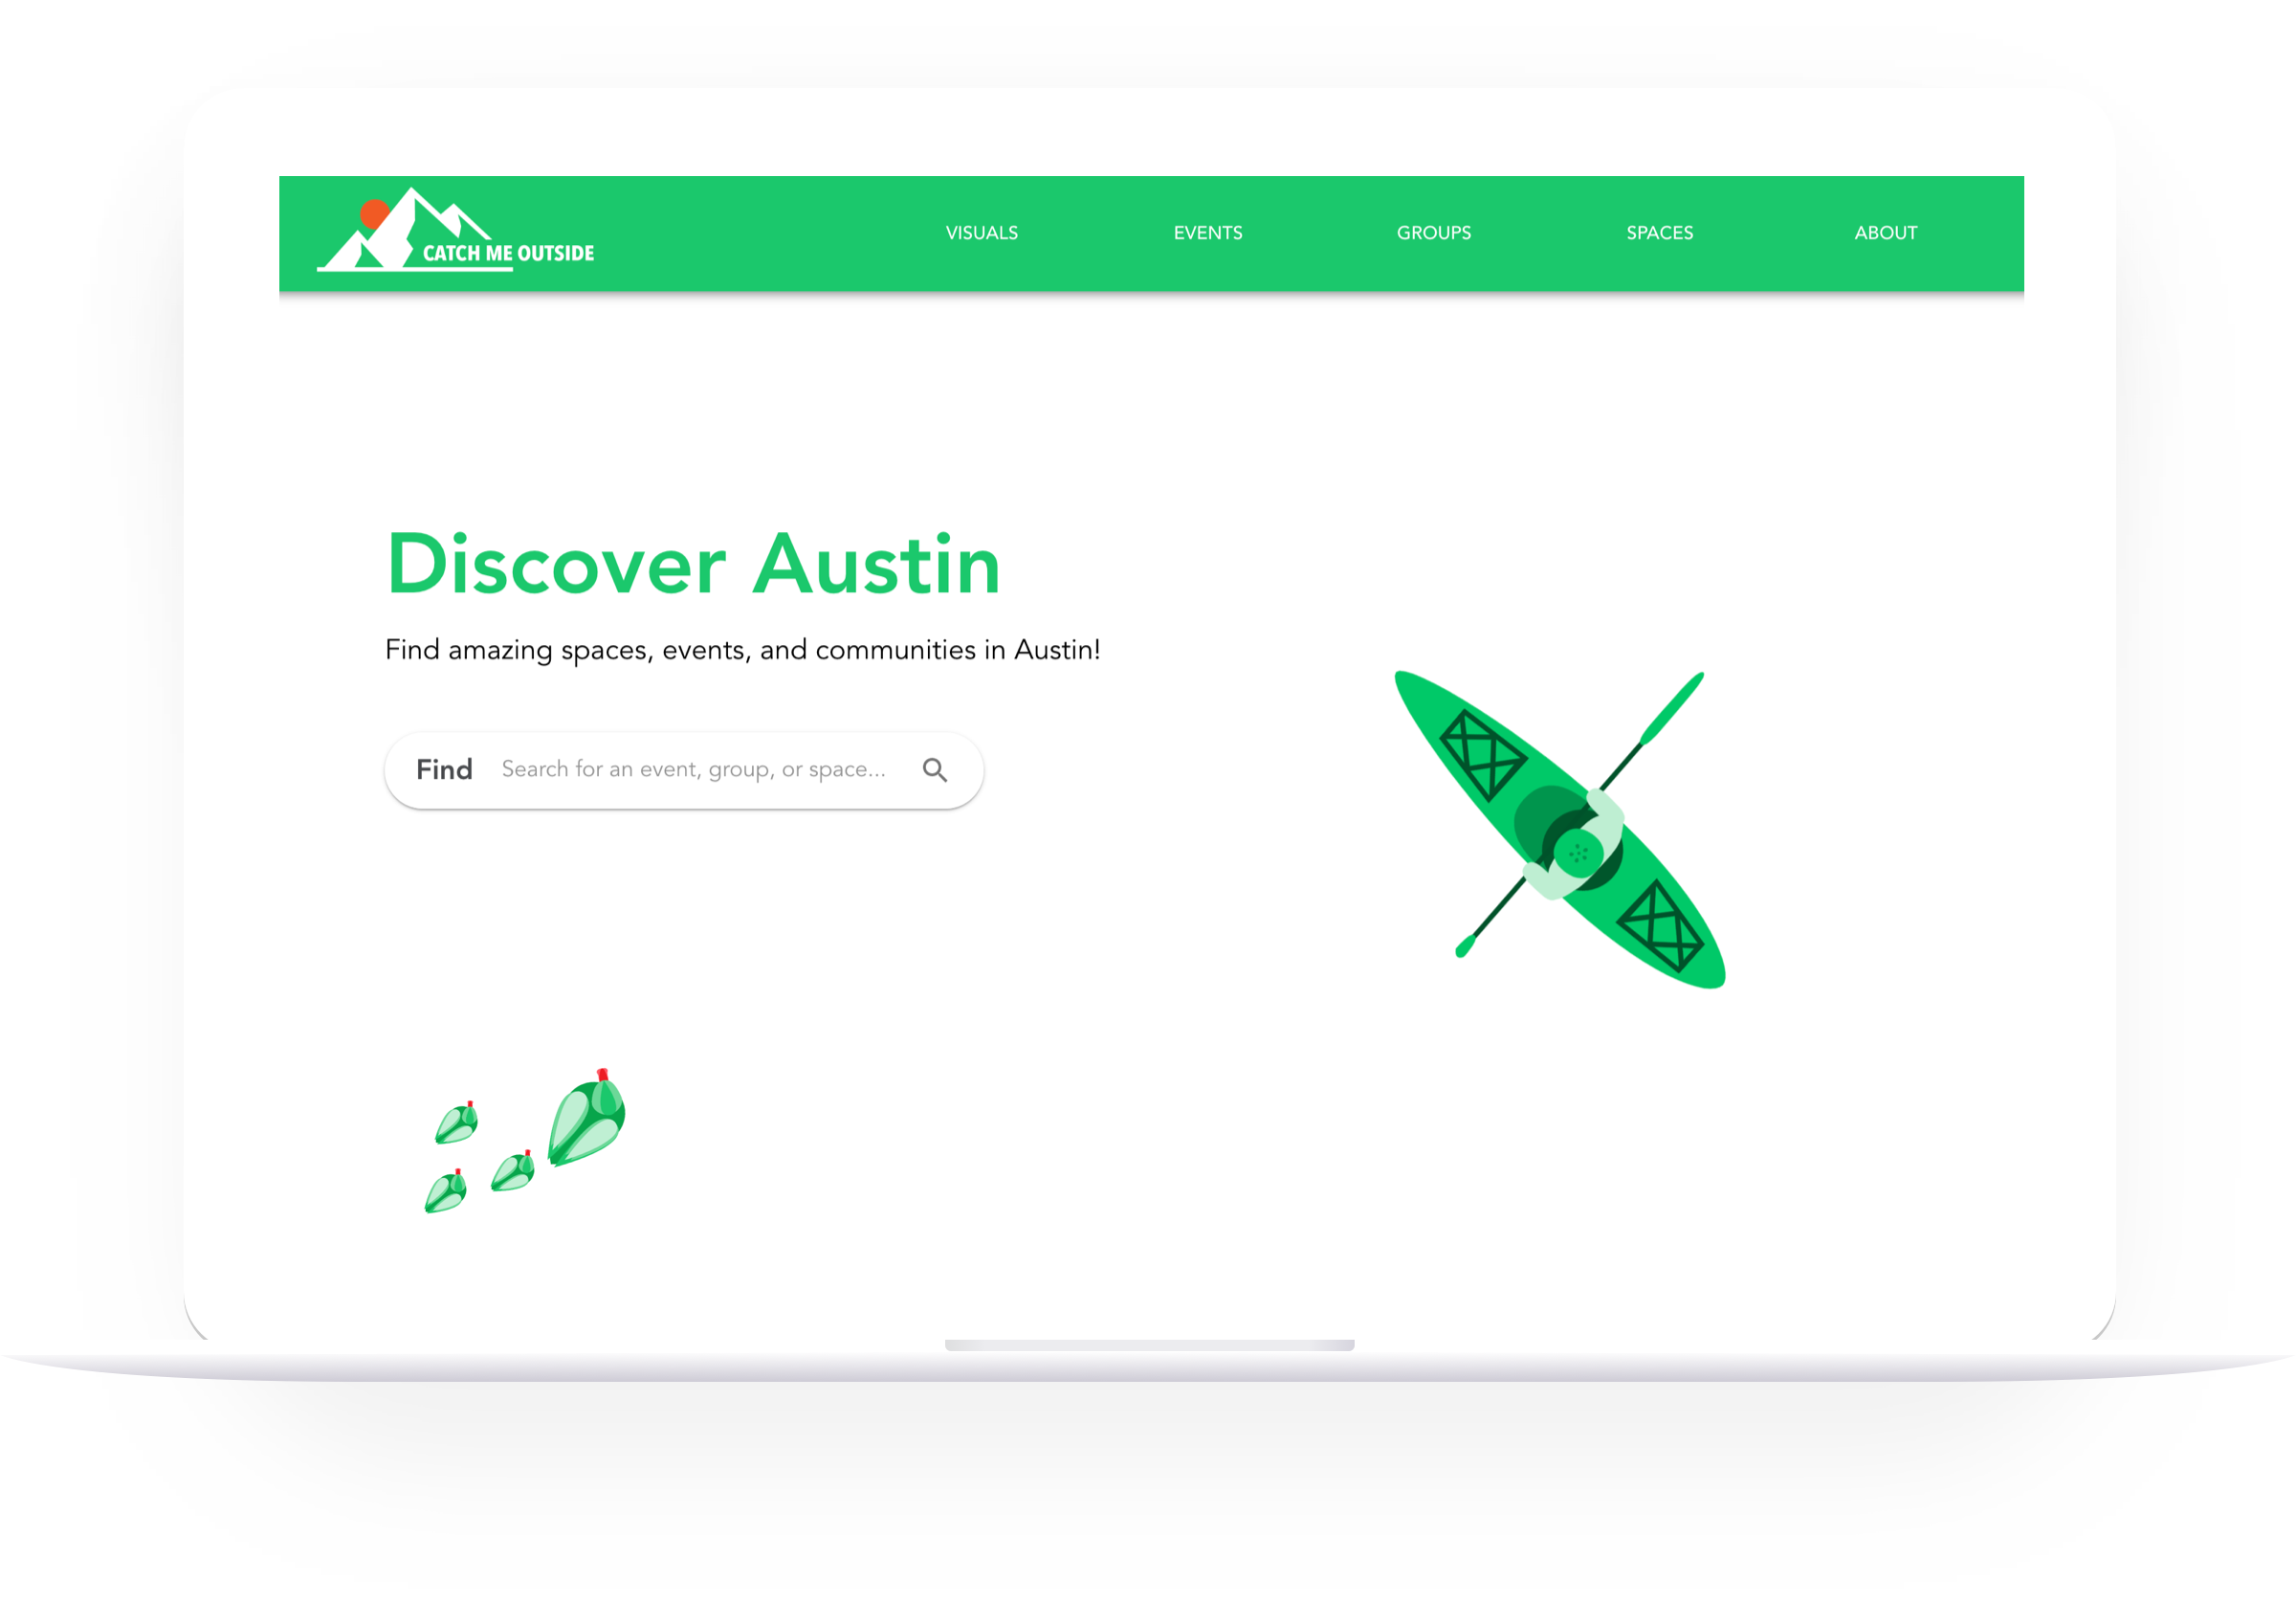 CATCH ME OUTSIDE
VISUALS EVENTS GROUPS SPACES ABOUT
Discover Austin
Find amazing spaces, events, and communities in Austin!
Find Search for an event, group, or space...